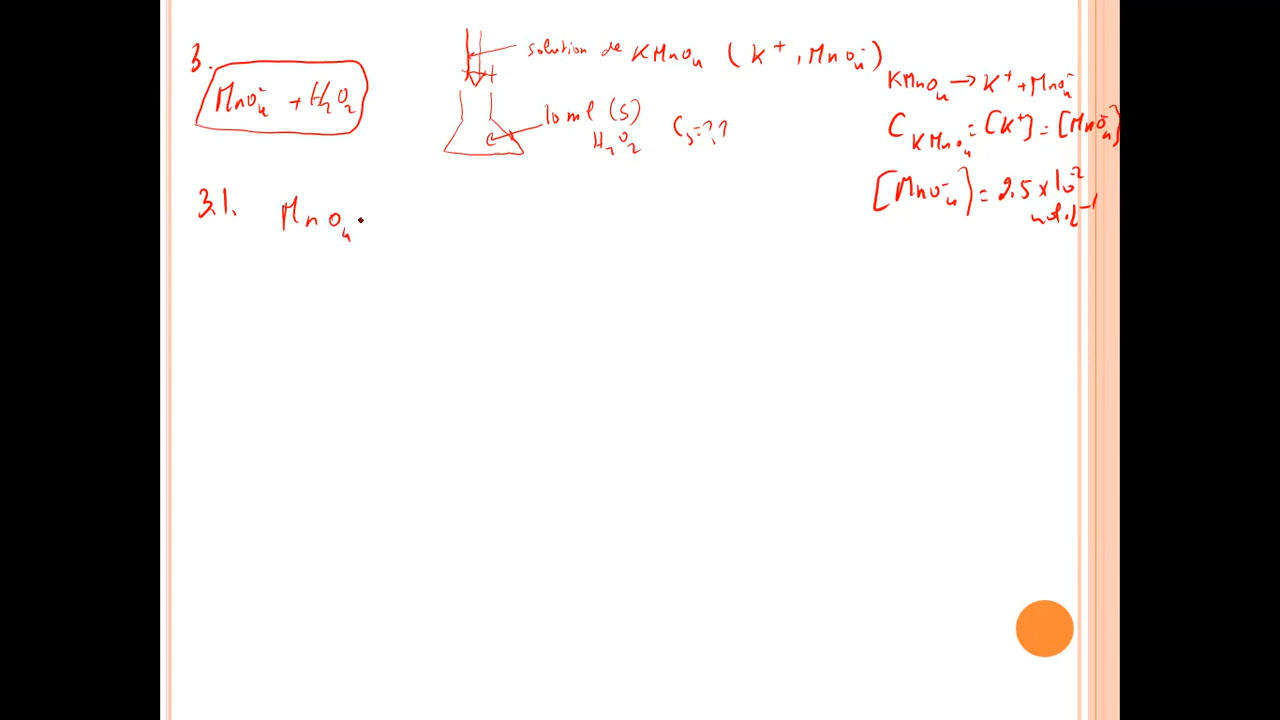 3.
MnO₄⁻ + H₂O₂
solution de KMnO₄ (K⁺, MnO₄⁻)
10 ml (S)
H₂O₂
Cs = ??
KMnO₄ → K⁺ + MnO₄⁻
C KMnO₄ = [K⁺] = [MnO₄⁻]
[MnO₄⁻] = 2.5 × 10⁻²
mol.L⁻¹
3.1. MnO₄